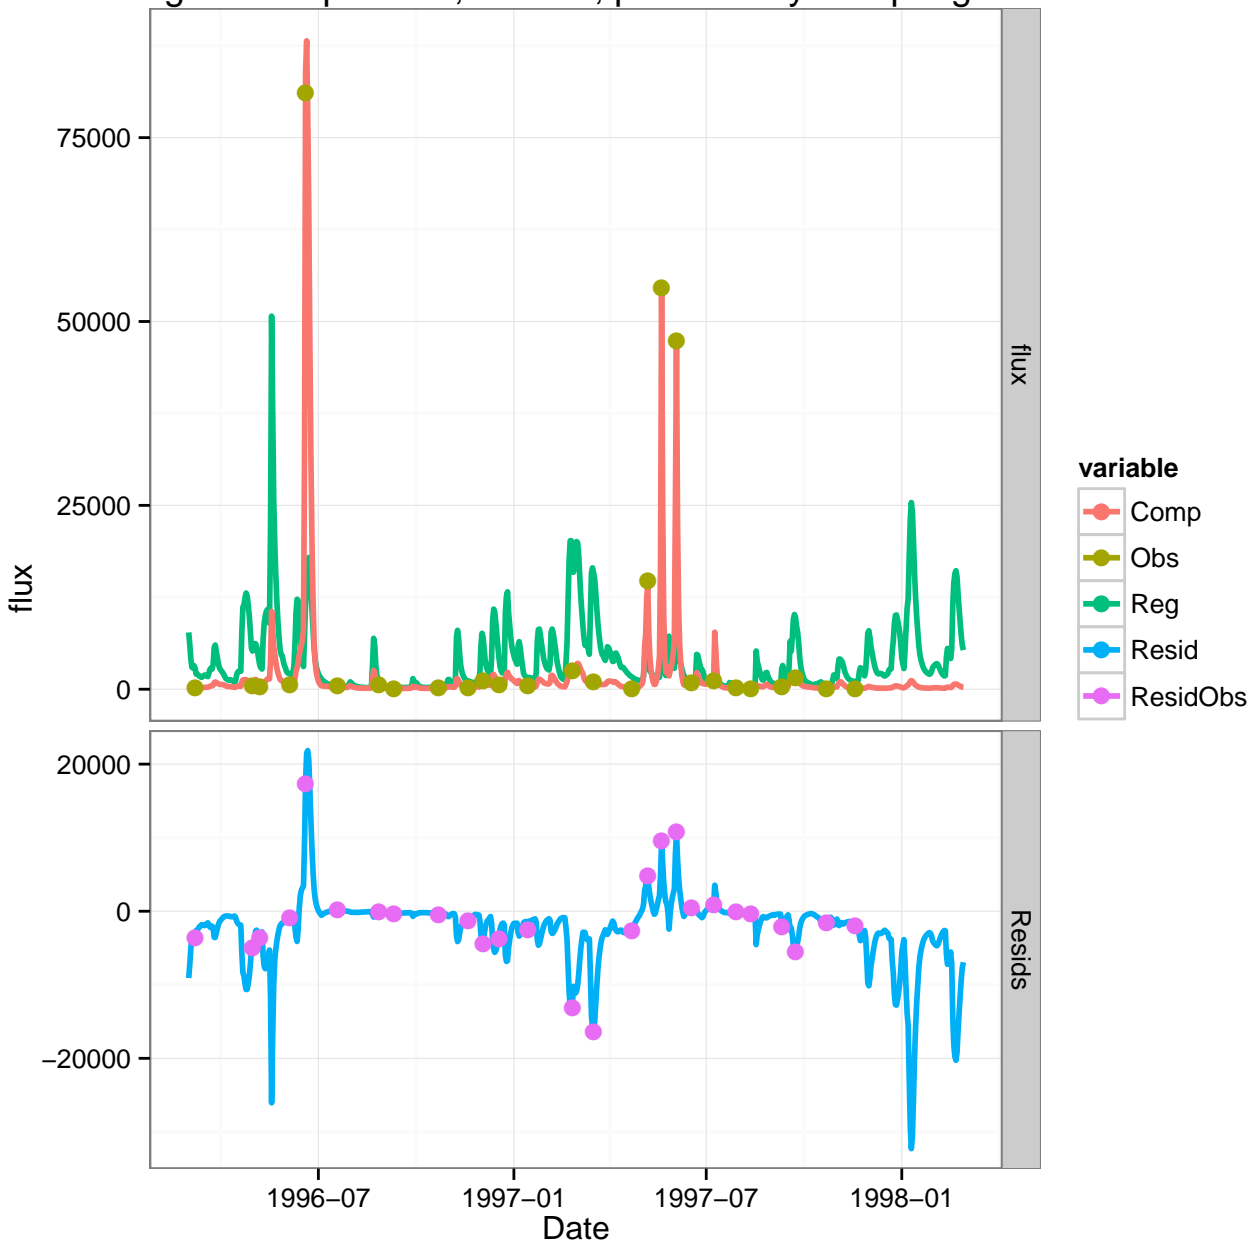 75000
50000
25000
0
flux
flux
20000
0
−20000
Resids
1996−07
1997−01
1997−07
1998−01
Date
variable
Comp
Obs
Reg
Resid
ResidObs